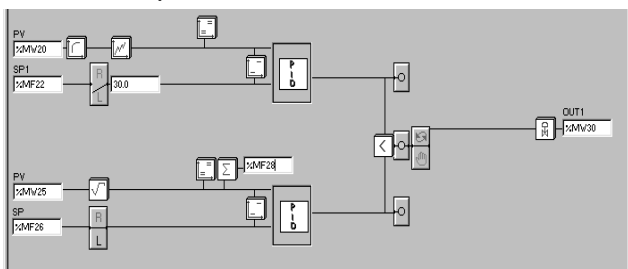 PV
%MW20
SP1
%MF22
R
L
30.0
P
I
D
OUT1
%MW30
PV
%MW25
Σ
%MF28
SP
%MF26
R
L
P
I
D